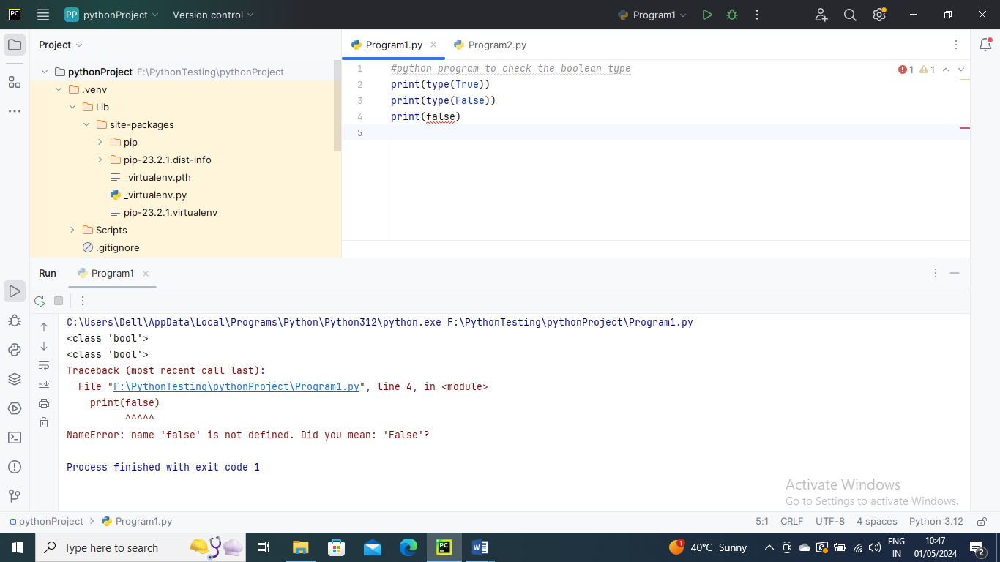 PC
PP pythonProject Version control Program1
Project
Program1.py Program2.py
pythonProject F:\PythonTesting\pythonProject
.venv
Lib
site-packages
pip
pip-23.2.1.dist-info
_virtualenv.pth
_virtualenv.py
pip-23.2.1.virtualenv
Scripts
.gitignore
1 #python program to check the boolean type
2 print(type(True))
3 print(type(False))
4 print(false)
5
1 1
Run Program1
C:\Users\Dell\AppData\Local\Programs\Python\Python312\python.exe F:\PythonTesting\pythonProject\Program1.py
<class 'bool'>
<class 'bool'>
Traceback (most recent call last):
File "F:\PythonTesting\pythonProject\Program1.py", line 4, in <module>
print(false)
^^^^^
NameError: name 'false' is not defined. Did you mean: 'False'?
Process finished with exit code 1
Activate Windows
Go to Settings to activate Windows.
pythonProject > Program1.py 5:1 CRLF UTF-8 4 spaces Python 3.12
Type here to search PC W 1 40°C Sunny ENG 10:47
IN 01/05/2024 2